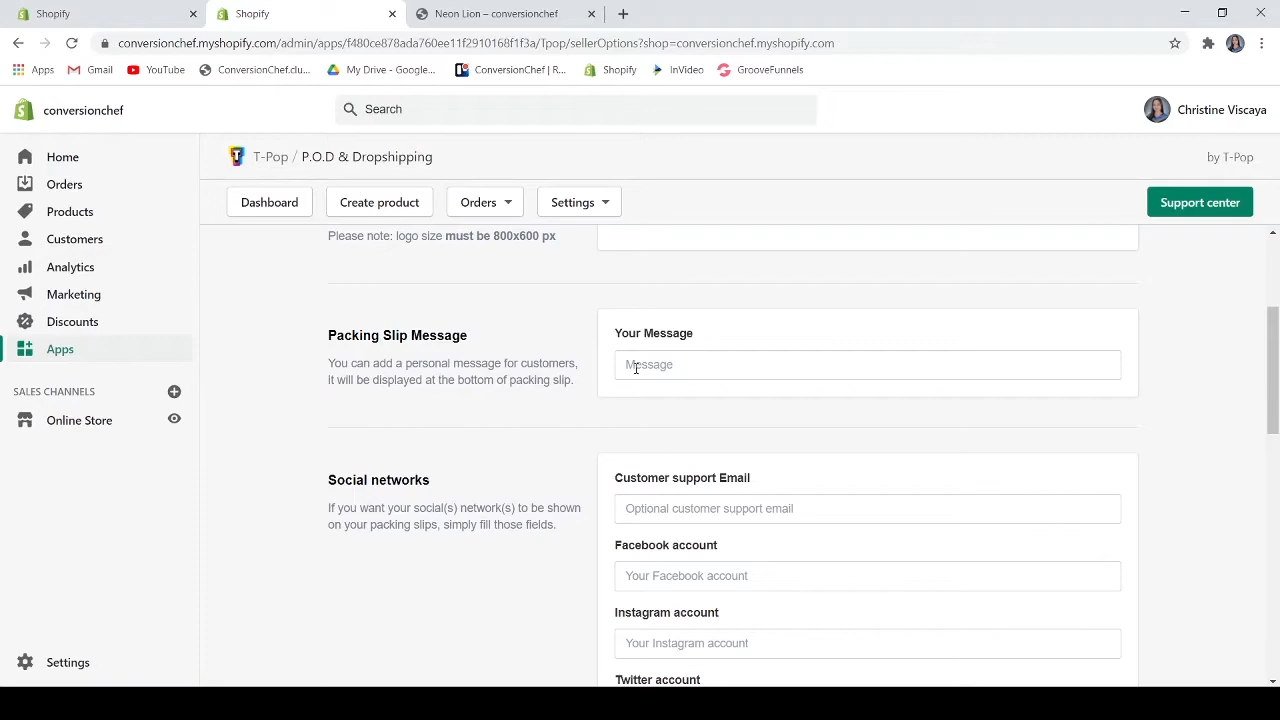 Shopify
Shopify
Neon Lion – conversionchef
conversionchef.myshopify.com/admin/apps/f480ce878ada760ee11f2910168f1f3a/Tpop/sellerOptions?shop=conversionchef.myshopify.com
Apps
Gmail
YouTube
ConversionChef.clu...
My Drive - Google...
ConversionChef | R...
Shopify
InVideo
GrooveFunnels
conversionchef
Search
Christine Viscaya
Home
Orders
Products
Customers
Analytics
Marketing
Discounts
Apps
SALES CHANNELS
Online Store
Settings
T-Pop / P.O.D & Dropshipping
by T-Pop
Dashboard
Create product
Orders
Settings
Support center
Please note: logo size must be 800x600 px
Packing Slip Message
You can add a personal message for customers,
it will be displayed at the bottom of packing slip.
Your Message
Message
Social networks
If you want your social(s) network(s) to be shown
on your packing slips, simply fill those fields.
Customer support Email
Optional customer support email
Facebook account
Your Facebook account
Instagram account
Your Instagram account
Twitter account